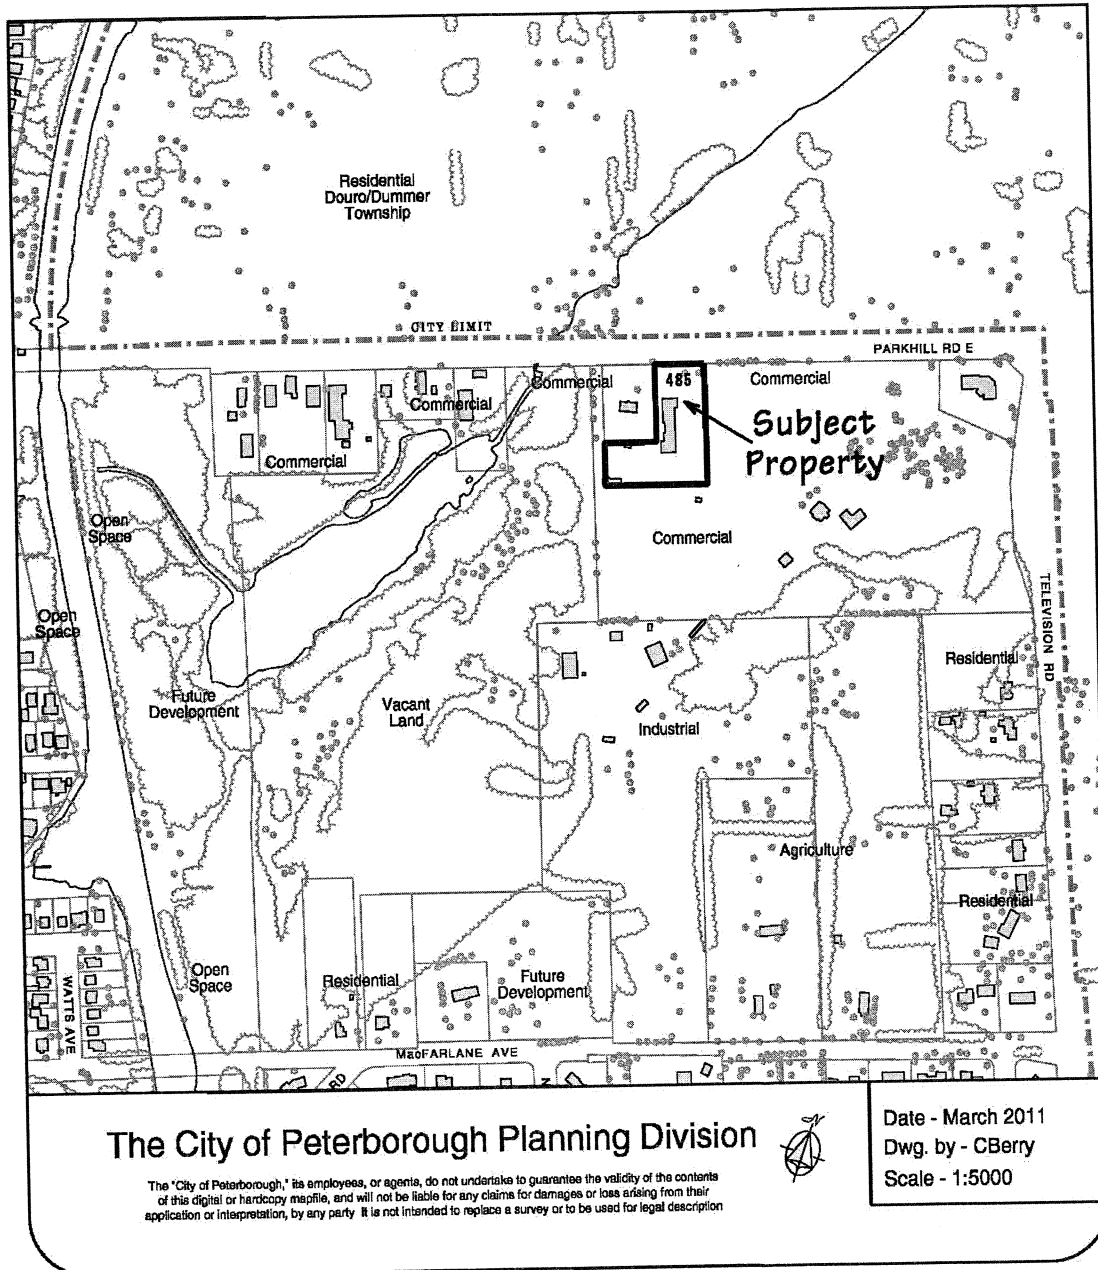 Residential
Douro/Dummer
Township
CITY LIMIT
PARKHILL RD E
Commercial
485
Commercial
Commercial
Subject
Property
Commercial
Open
Space
Commercial
TELEVISION RD
Open
Space
Residential
Future
Development
Vacant
Land
Industrial
Agriculture
Residential
Open
Space
Residential
Future
Development
WATTS AVE
MacFARLANE AVE
RD
N
The City of Peterborough Planning Division
N
The "City of Peterborough," its employees, or agents, do not undertake to guarantee the validity of the contents
of this digital or hardcopy mapfile, and will not be liable for any claims for damages or loss arising from their
application or interpretation, by any party It is not intended to replace a survey or to be used for legal description
Date - March 2011
Dwg. by - CBerry
Scale - 1:5000